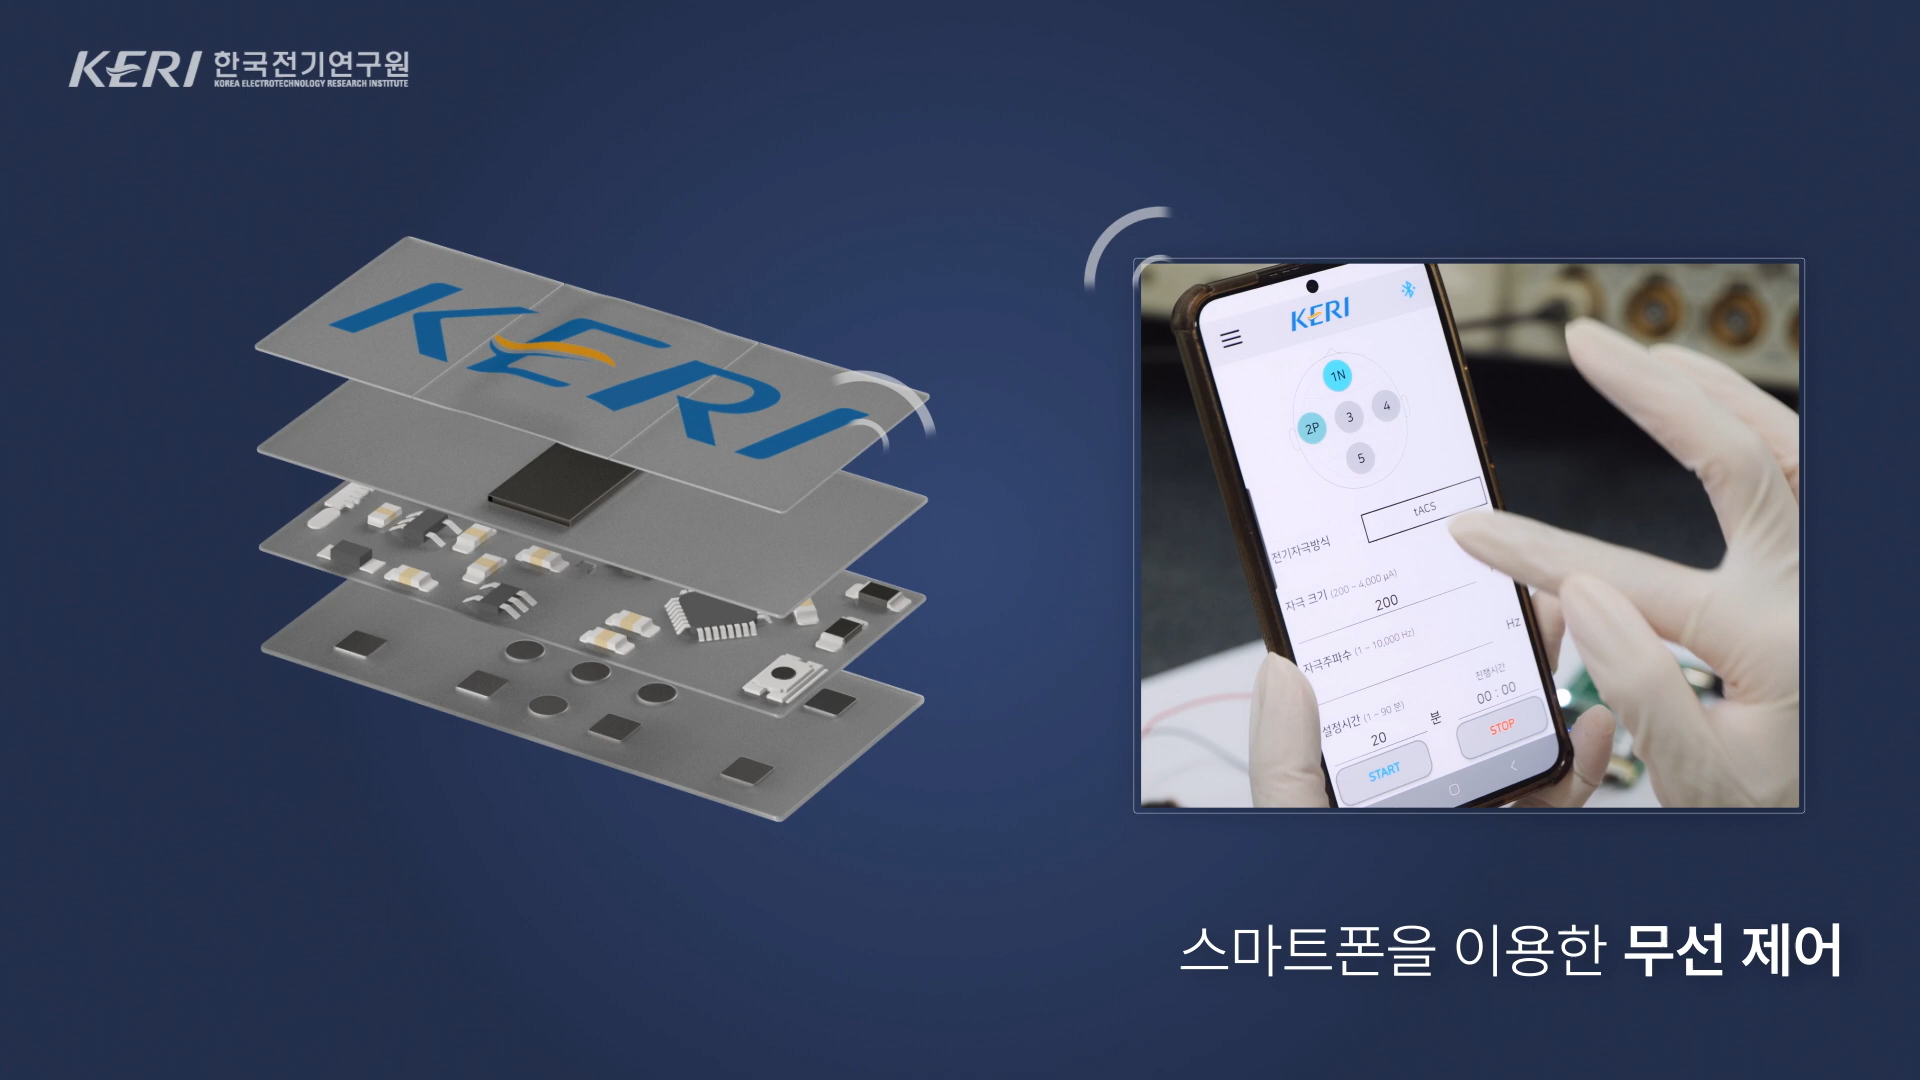 KERI 한국전기연구원
KOREA ELECTROTECHNOLOGY RESEARCH INSTITUTE
KERI
KERI
1N
2P
3
4
5
전기자극방식
tACS
자극 크기 (200 ~ 4,000 μA)
200
자극주파수 (1 ~ 10,000 Hz)
Hz
설정시간 (1 ~ 90 분)
20
분
진행시간
00 : 00
START
STOP
스마트폰을 이용한 무선 제어